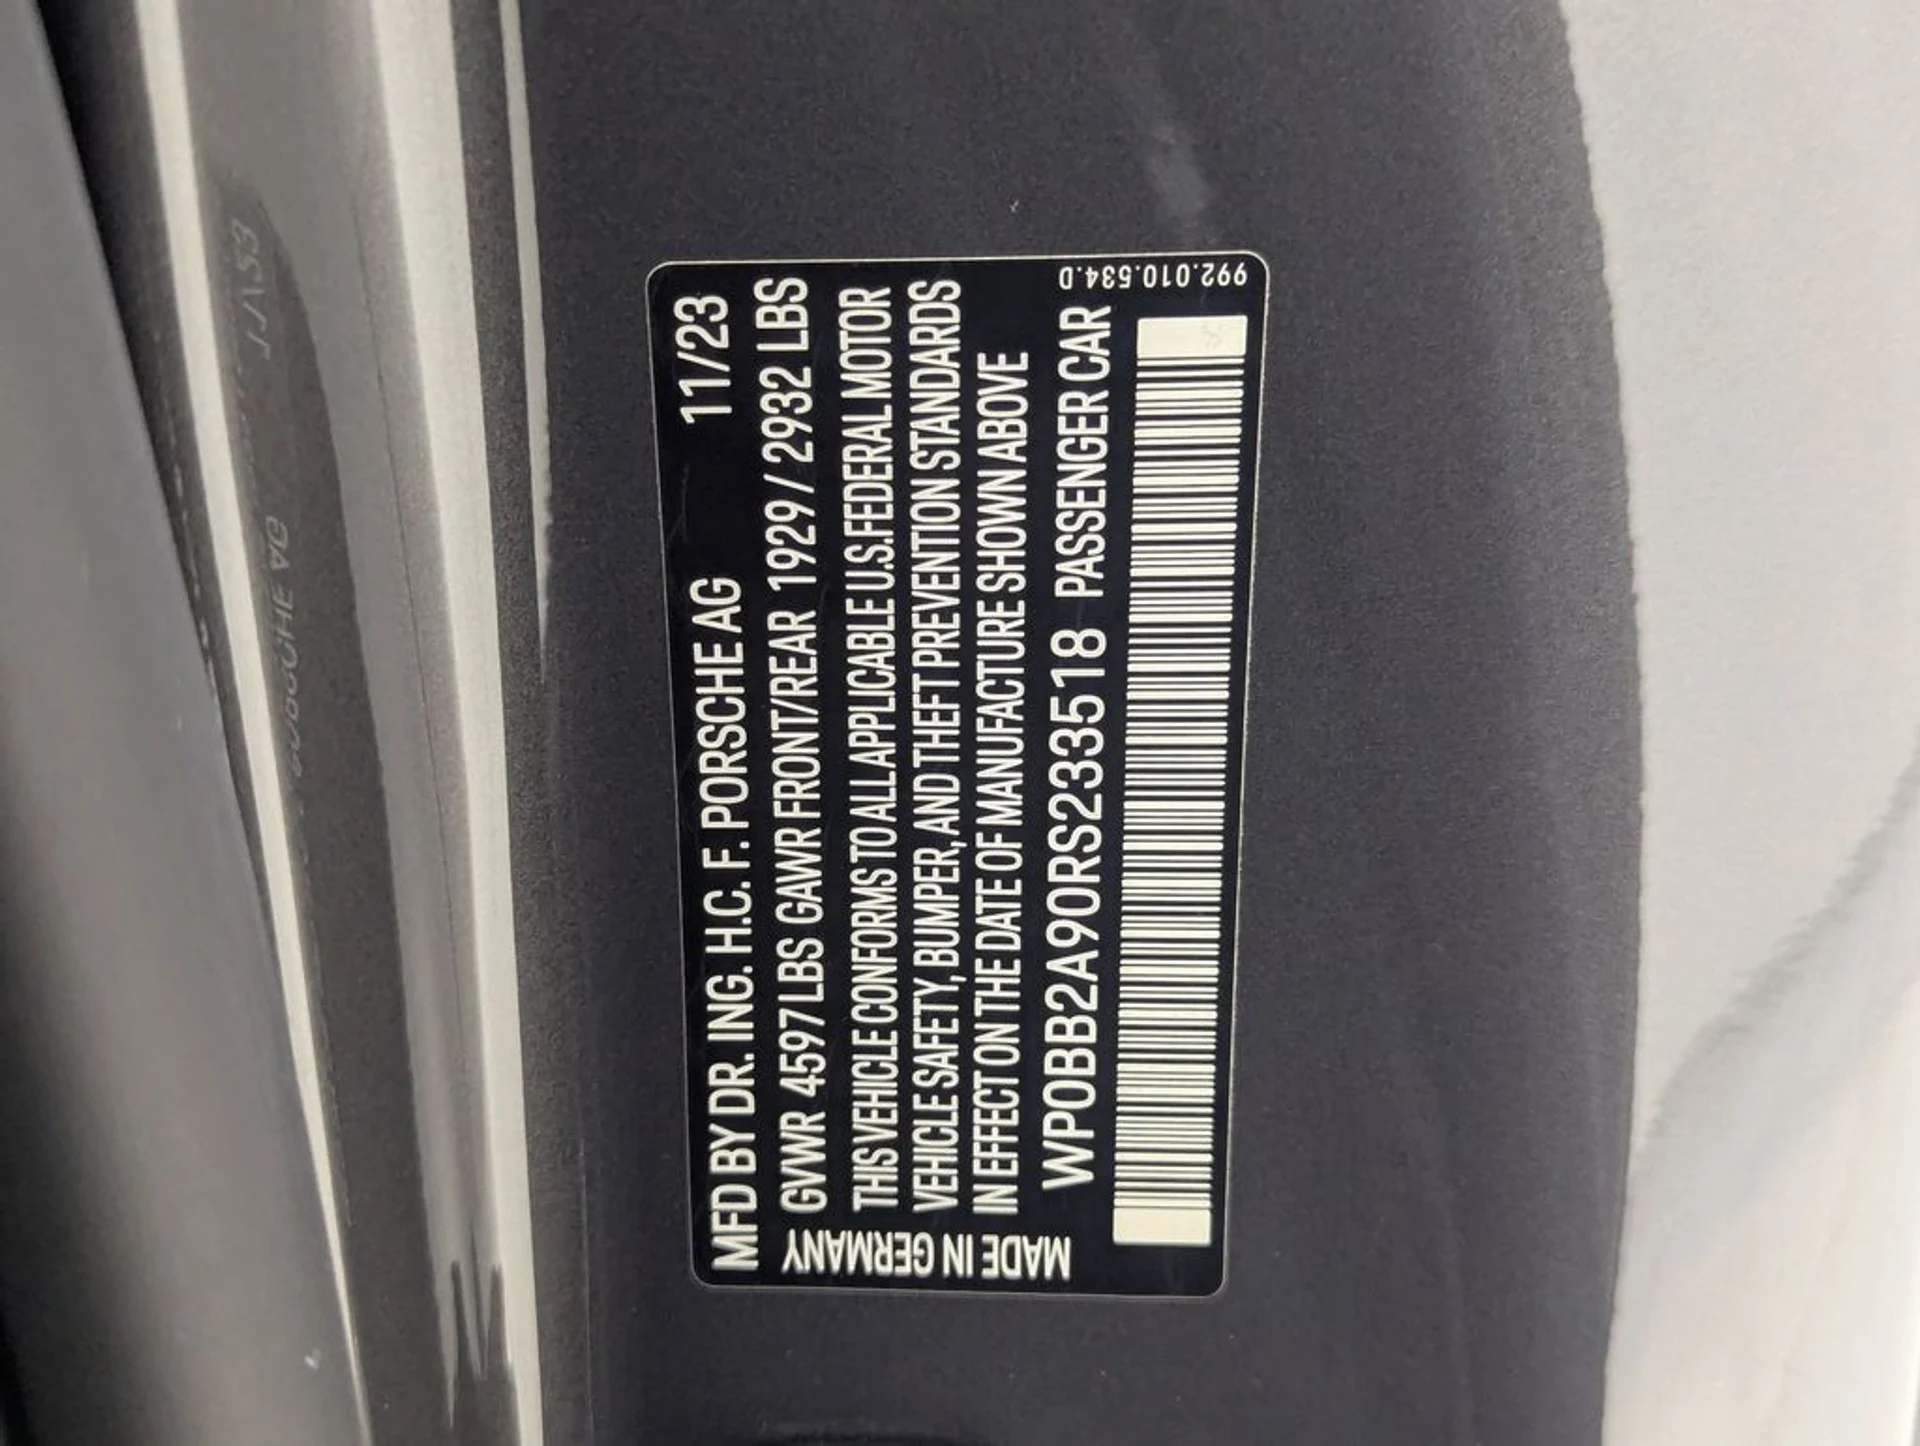 MFD BY DR. ING. H.C. F. PORSCHE AG 11/23
GVWR 4597 LBS GAWR FRONT/REAR 1929 / 2932 LBS
THIS VEHICLE CONFORMS TO ALL APPLICABLE U.S. FEDERAL MOTOR
VEHICLE SAFETY, BUMPER, AND THEFT PREVENTION STANDARDS
IN EFFECT ON THE DATE OF MANUFACTURE SHOWN ABOVE
WP0BB2A90RS233518 PASSENGER CAR
MADE IN GERMANY
992.010.534.D